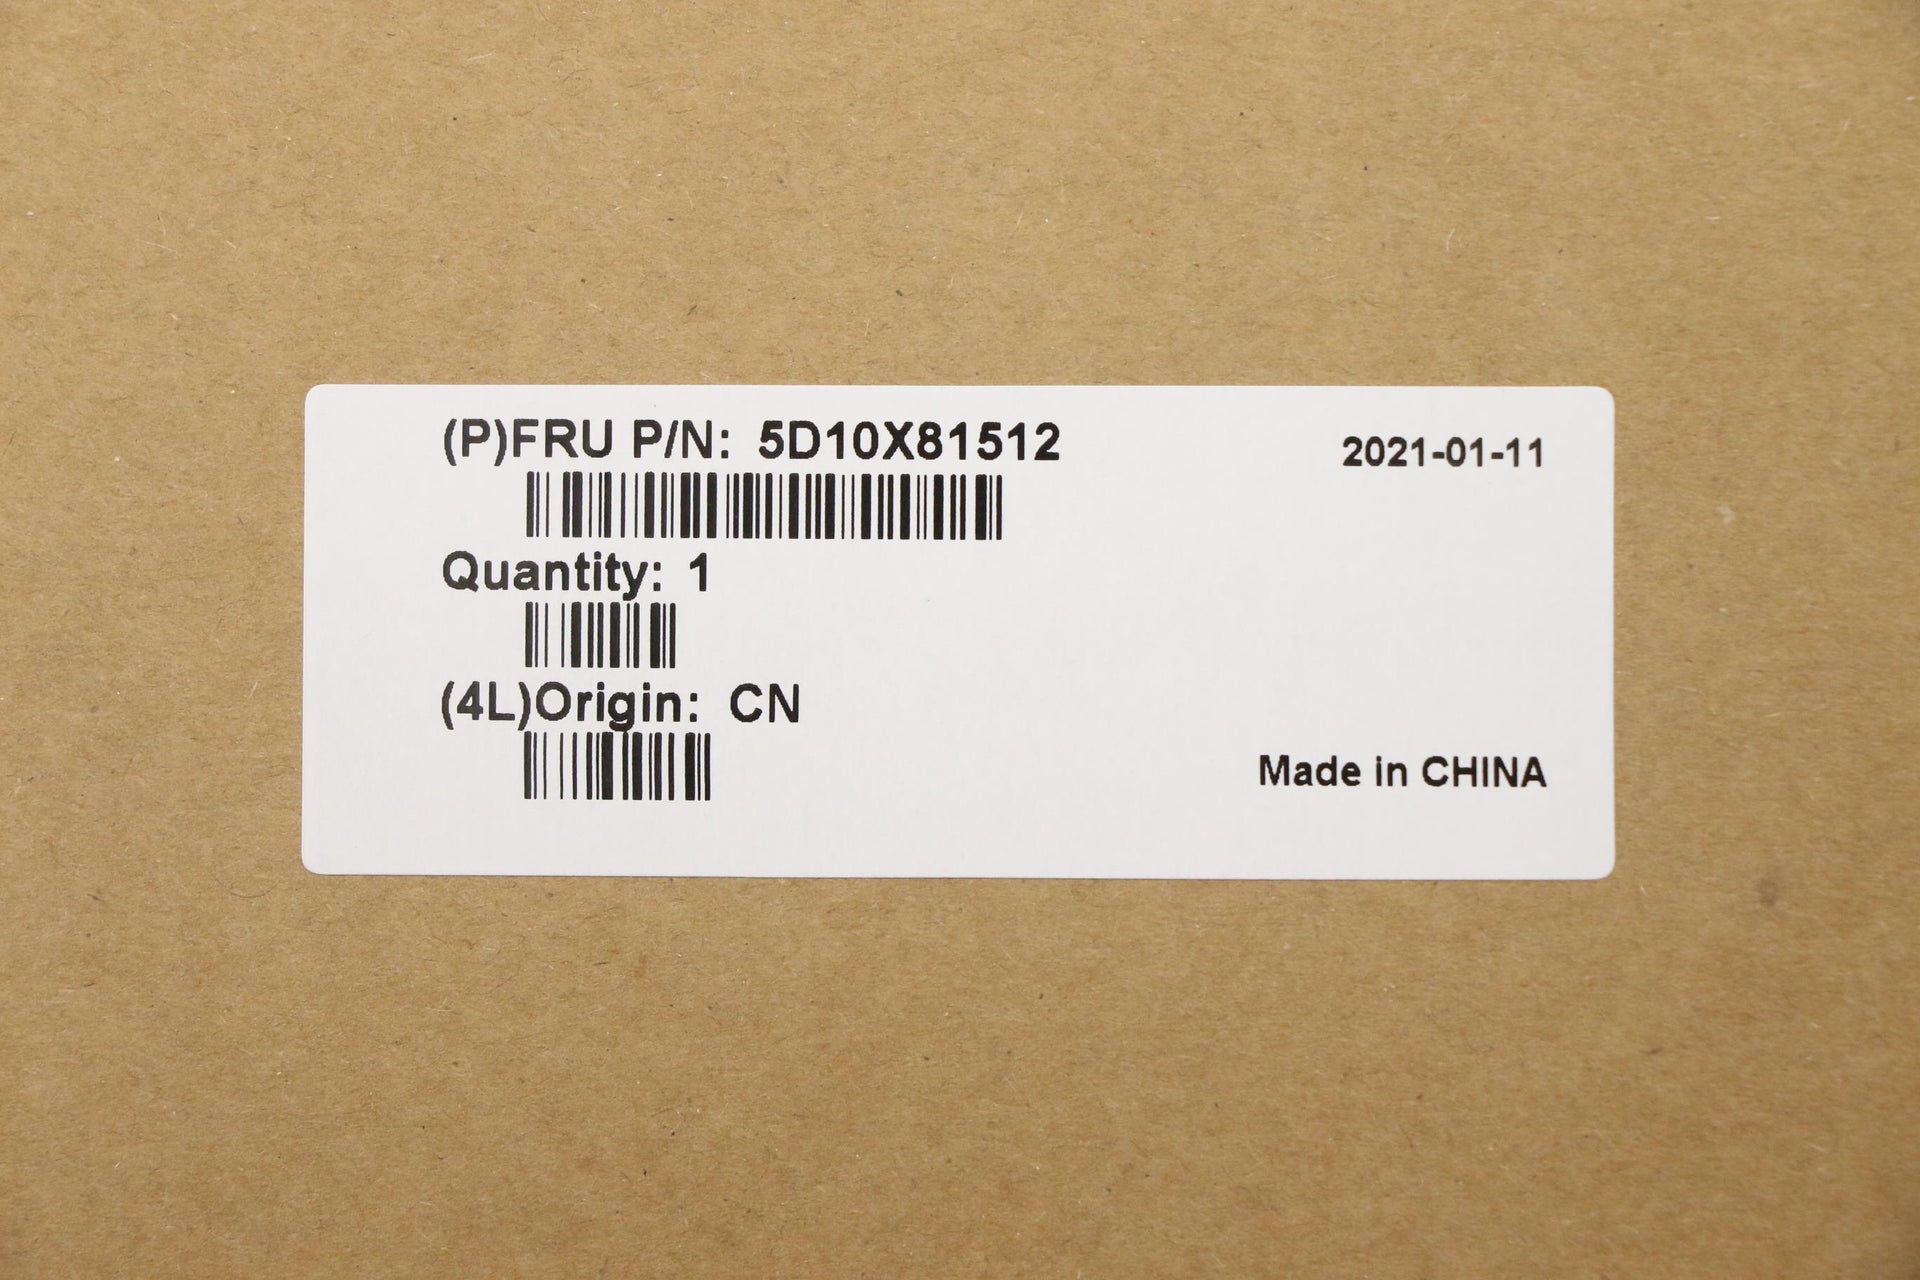 (P)FRU P/N: 5D10X81512
2021-01-11
Quantity: 1
(4L)Origin: CN
Made in CHINA